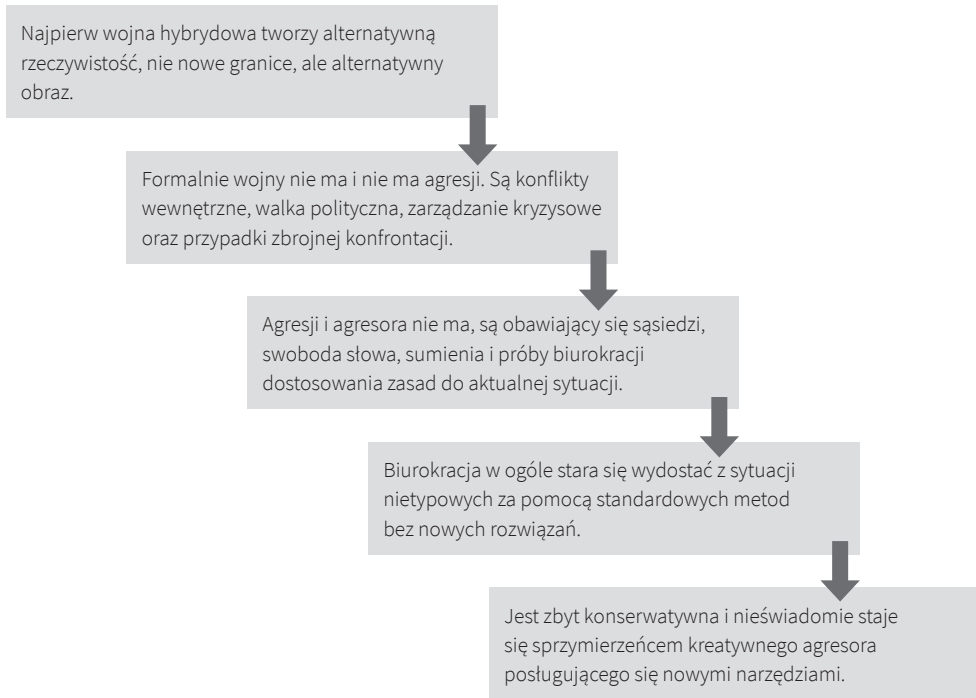 Najpierw wojna hybrydowa tworzy alternatywną
rzeczywistość, nie nowe granice, ale alternatywny
obraz.
Formalnie wojny nie ma i nie ma agresji. Są konflikty
wewnętrzne, walka polityczna, zarządzanie kryzysowe
oraz przypadki zbrojnej konfrontacji.
Agresji i agresora nie ma, są obawiający się sąsiedzi,
swoboda słowa, sumienia i próby biurokracji
dostosowania zasad do aktualnej sytuacji.
Biurokracja w ogóle stara się wydostać z sytuacji
nietypowych za pomocą standardowych metod
bez nowych rozwiązań.
Jest zbyt konserwatywna i nieświadomie staje
się sprzymierzeńcem kreatywnego agresora
posługującego się nowymi narzędziami.